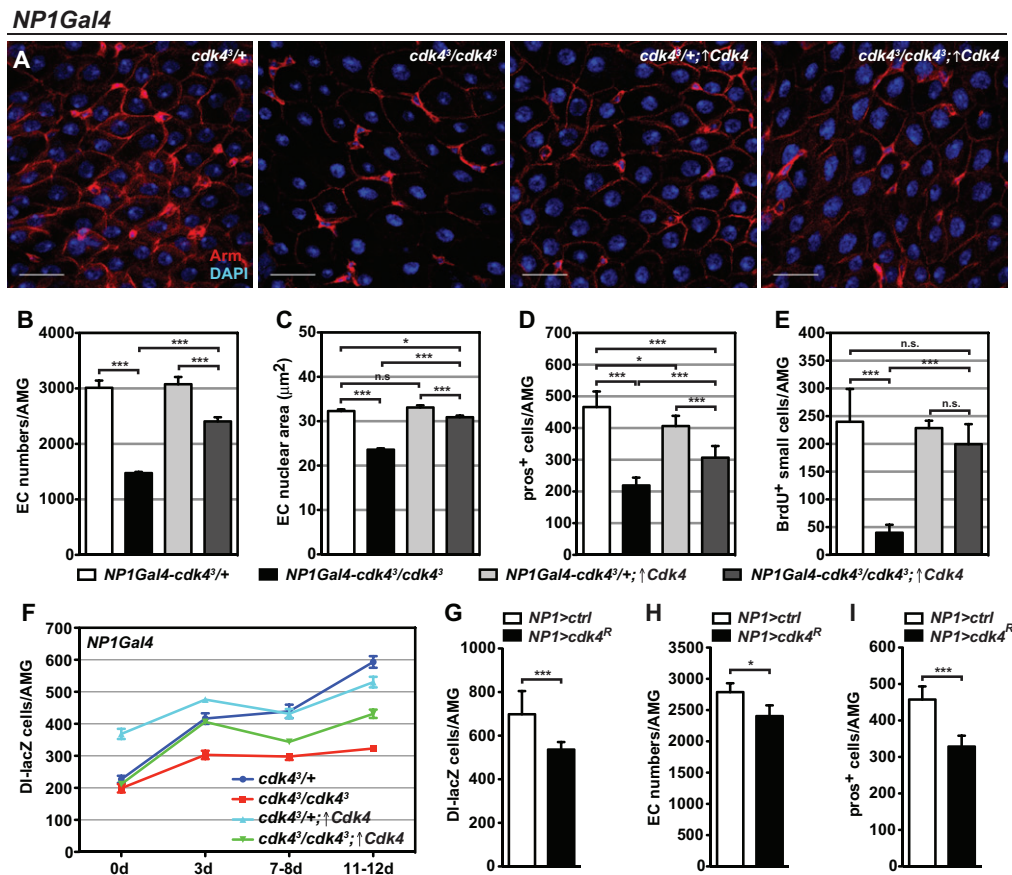 NP1Gal4
A
cdk4³/+
cdk4³/cdk4³
cdk4³/+;↑Cdk4
cdk4³/cdk4³;↑Cdk4
Arm
DAPI
B
EC numbers/AMG
4000
3000
2000
1000
0
***
***
***
C
EC nuclear area (µm²)
50
40
30
20
10
0
*
***
n.s
***
***
D
pros⁺ cells/AMG
700
600
500
400
300
200
100
0
***
*
***
***
***
E
BrdU⁺ small cells/AMG
400
350
300
250
200
150
100
50
0
n.s.
***
***
n.s.
NP1Gal4-cdk4³/+
NP1Gal4-cdk4³/cdk4³
NP1Gal4-cdk4³/+;↑Cdk4
NP1Gal4-cdk4³/cdk4³;↑Cdk4
F
NP1Gal4
Dl-lacZ cells/AMG
700
600
500
400
300
200
100
0
0d
3d
7-8d
11-12d
cdk4³/+
cdk4³/cdk4³
cdk4³/+;↑Cdk4
cdk4³/cdk4³;↑Cdk4
G
NP1>ctrl
NP1>cdk4ᴿ
Dl-lacZ cells/AMG
1000
800
600
400
200
0
***
H
NP1>ctrl
NP1>cdk4ᴿ
EC numbers/AMG
3500
3000
2500
2000
1500
1000
500
0
*
I
NP1>ctrl
NP1>cdk4ᴿ
pros⁺ cells/AMG
600
500
400
300
200
100
0
***